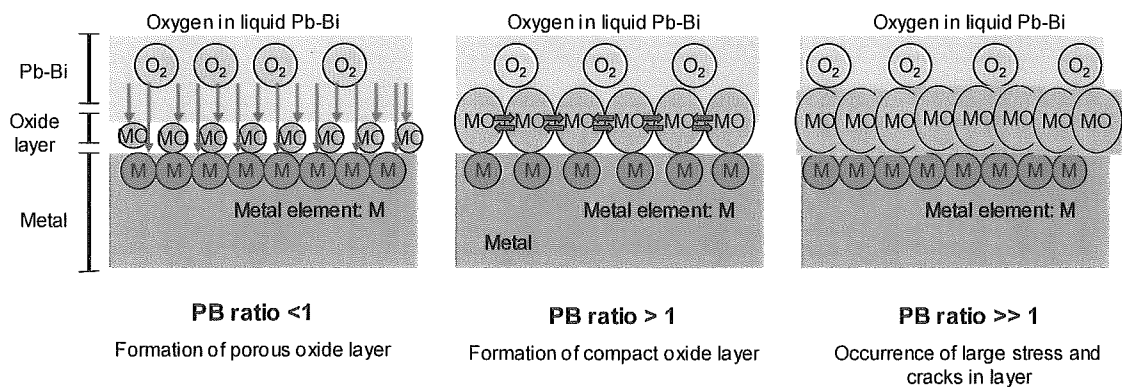 Oxygen in liquid Pb-Bi
Oxygen in liquid Pb-Bi
Oxygen in liquid Pb-Bi
Pb-Bi
O2 O2 O2 O2
O2 O2 O2
O2 O2 O2 O2
Oxide
layer
MO MO MO MO MO MO MO
MO MO MO MO MO MO
MO MO MO MO MO MO MO
M M M M M M M M
M M M M M M
M M M M M M M M
Metal
Metal element: M
Metal element: M
Metal element: M
Metal
PB ratio <1
PB ratio > 1
PB ratio >> 1
Formation of porous oxide layer
Formation of compact oxide layer
Occurrence of large stress and
cracks in layer